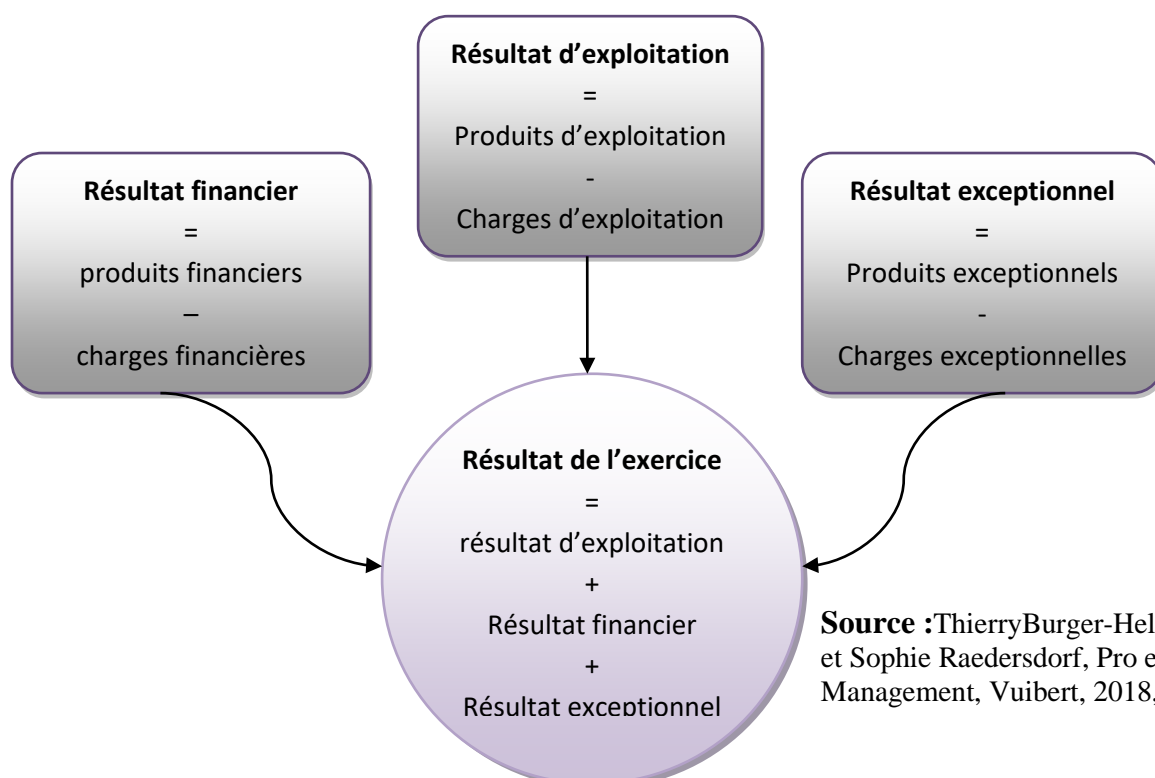 Résultat d’exploitation
=
Produits d’exploitation
-
Charges d’exploitation
Résultat financier
=
produits financiers
–
charges financières
Résultat exceptionnel
=
Produits exceptionnels
-
Charges exceptionnelles
Résultat de l’exercice
=
résultat d’exploitation
+
Résultat financier
+
Résultat exceptionnel
Source :ThierryBurger-Hel
et Sophie Raedersdorf, Pro e
Management, Vuibert, 2018,